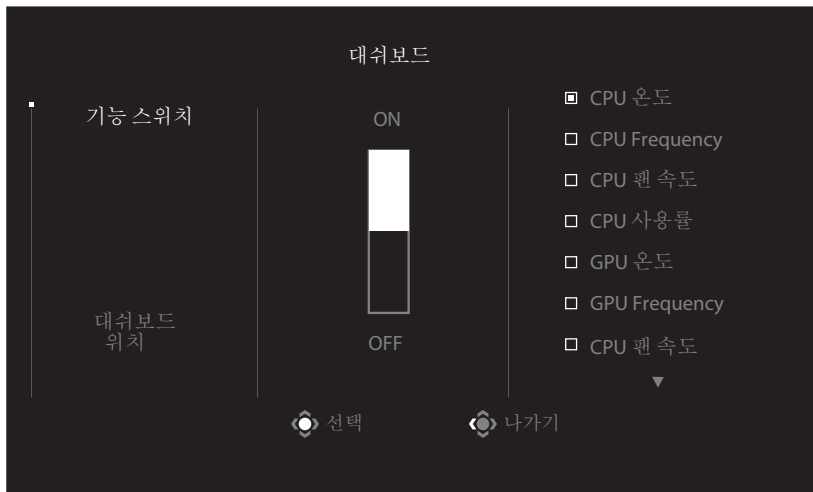 대쉬보드
기능 스위치
대쉬보드
위치
ON
OFF
CPU 온도
CPU Frequency
CPU 팬 속도
CPU 사용률
GPU 온도
GPU Frequency
CPU 팬 속도
선택
나가기